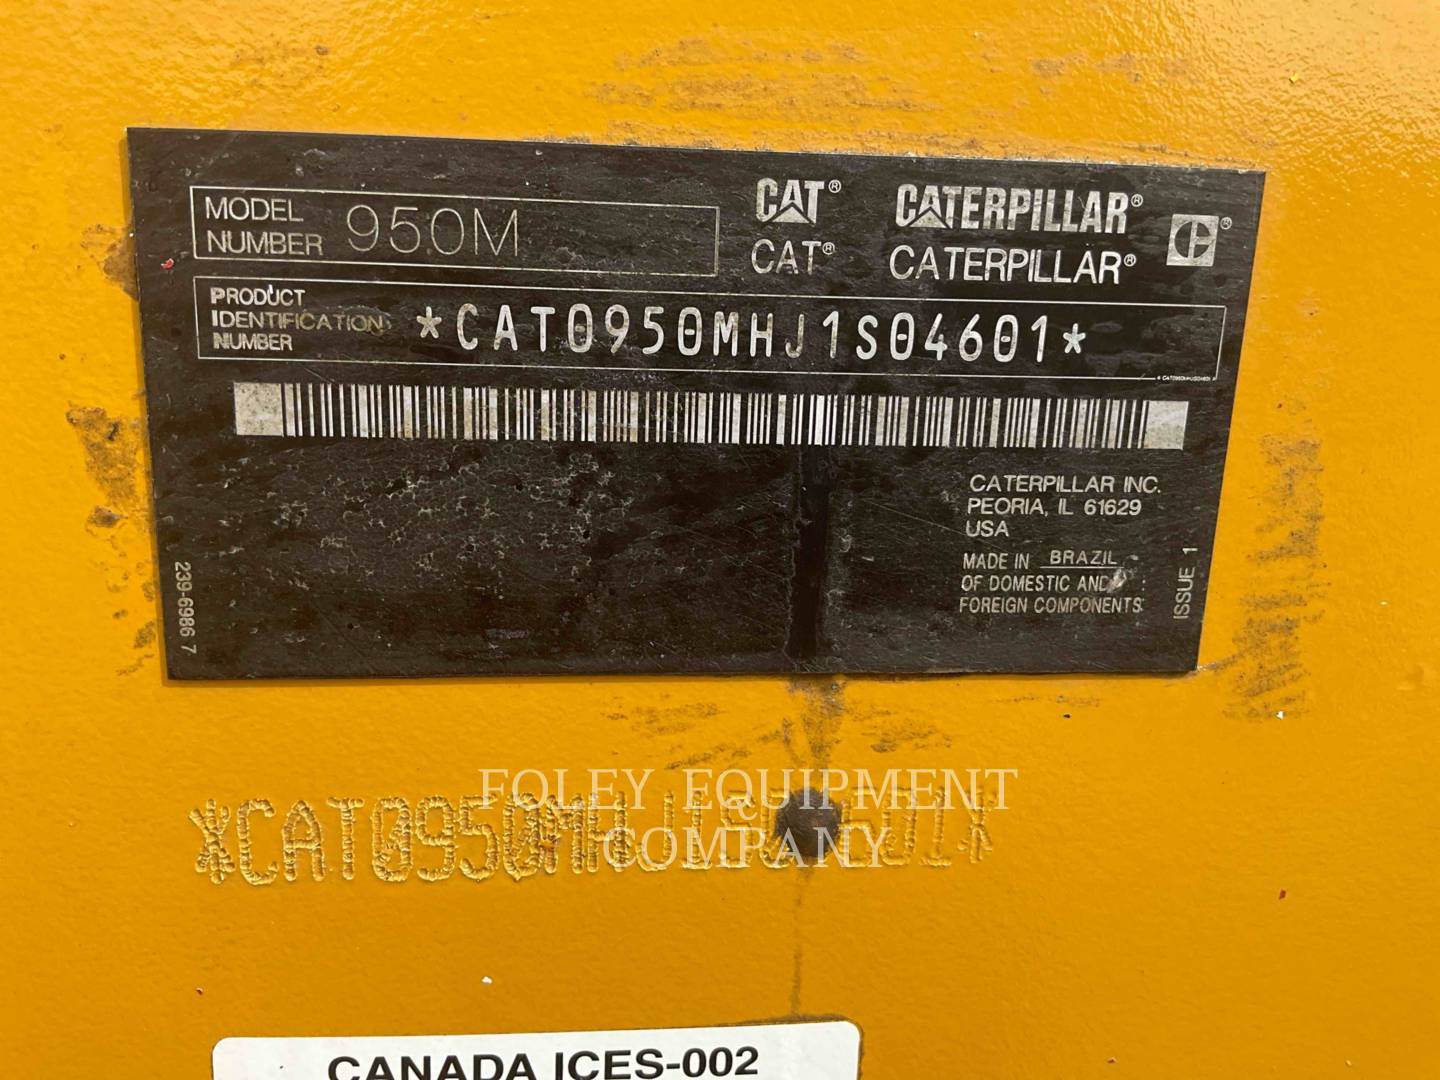 MODEL
NUMBER 950M
CAT® CATERPILLAR®
CAT® CATERPILLAR®
PRODUCT
IDENTIFICATION
NUMBER *CAT0950MHJ1S04601*
CATERPILLAR INC.
PEORIA, IL 61629
USA
MADE IN BRAZIL
OF DOMESTIC AND
FOREIGN COMPONENTS
ISSUE 1
239-6986 7
FOLEY EQUIPMENT
COMPANY
*CAT0950MHJ1S04601*
CANADA ICES-002